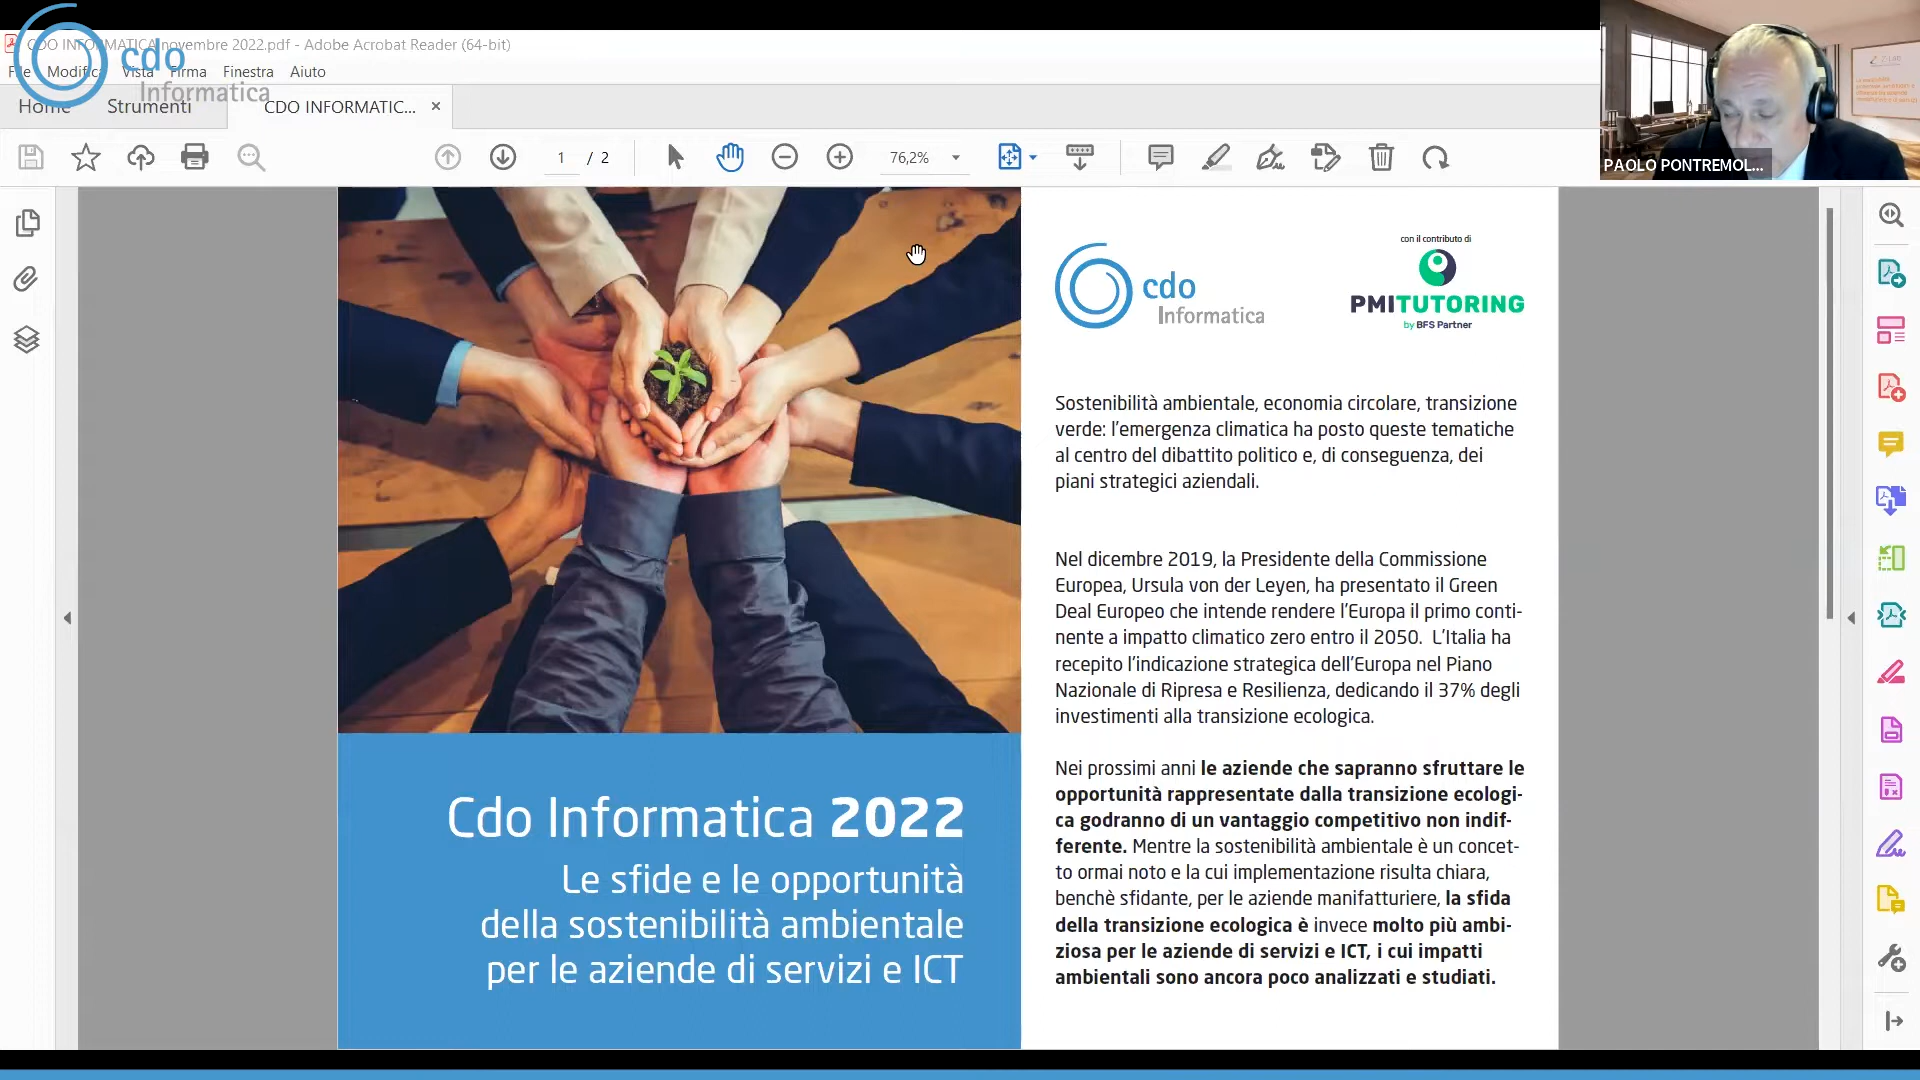 CDO INFORMATICA novembre 2022.pdf - Adobe Acrobat Reader (64-bit)
cdo
Informatica
File Modifica Vista Firma Finestra Aiuto
Home Strumenti CDO INFORMATIC... ×
1 / 2 76,2%
PAOLO PONTREMOL...
con il contributo di
cdo
Informatica
PMITUTORING
by BFS Partner
Sostenibilità ambientale, economia circolare, transizione
verde: l'emergenza climatica ha posto queste tematiche
al centro del dibattito politico e, di conseguenza, dei
piani strategici aziendali.
Nel dicembre 2019, la Presidente della Commissione
Europea, Ursula von der Leyen, ha presentato il Green
Deal Europeo che intende rendere l'Europa il primo conti-
nente a impatto climatico zero entro il 2050. L'Italia ha
recepito l'indicazione strategica dell'Europa nel Piano
Nazionale di Ripresa e Resilienza, dedicando il 37% degli
investimenti alla transizione ecologica.
Nei prossimi anni le aziende che sapranno sfruttare le
opportunità rappresentate dalla transizione ecologi-
ca godranno di un vantaggio competitivo non indif-
ferente. Mentre la sostenibilità ambientale è un concet-
to ormai noto e la cui implementazione risulta chiara,
benchè sfidante, per le aziende manifatturiere, la sfida
della transizione ecologica è invece molto più ambi-
ziosa per le aziende di servizi e ICT, i cui impatti
ambientali sono ancora poco analizzati e studiati.
Cdo Informatica 2022
Le sfide e le opportunità
della sostenibilità ambientale
per le aziende di servizi e ICT